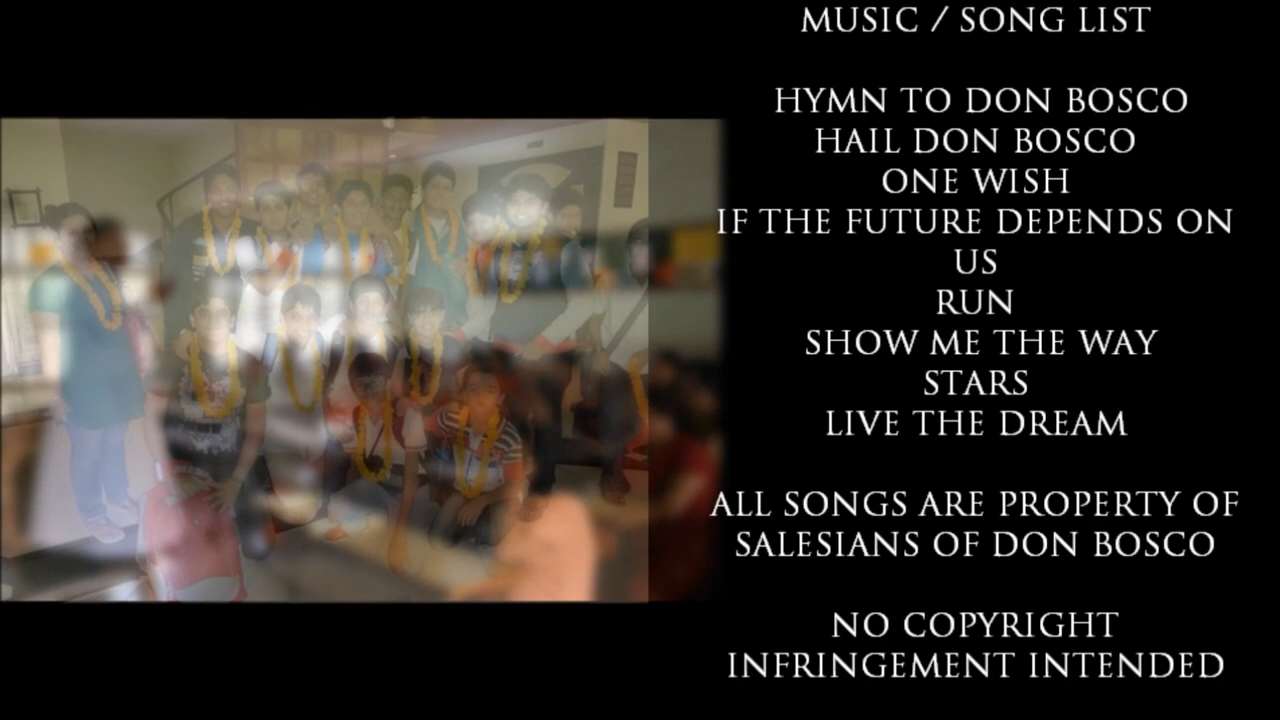 MUSIC / SONG LIST
HYMN TO DON BOSCO
HAIL DON BOSCO
ONE WISH
IF THE FUTURE DEPENDS ON
US
RUN
SHOW ME THE WAY
STARS
LIVE THE DREAM
ALL SONGS ARE PROPERTY OF
SALESIANS OF DON BOSCO
NO COPYRIGHT
INFRINGEMENT INTENDED